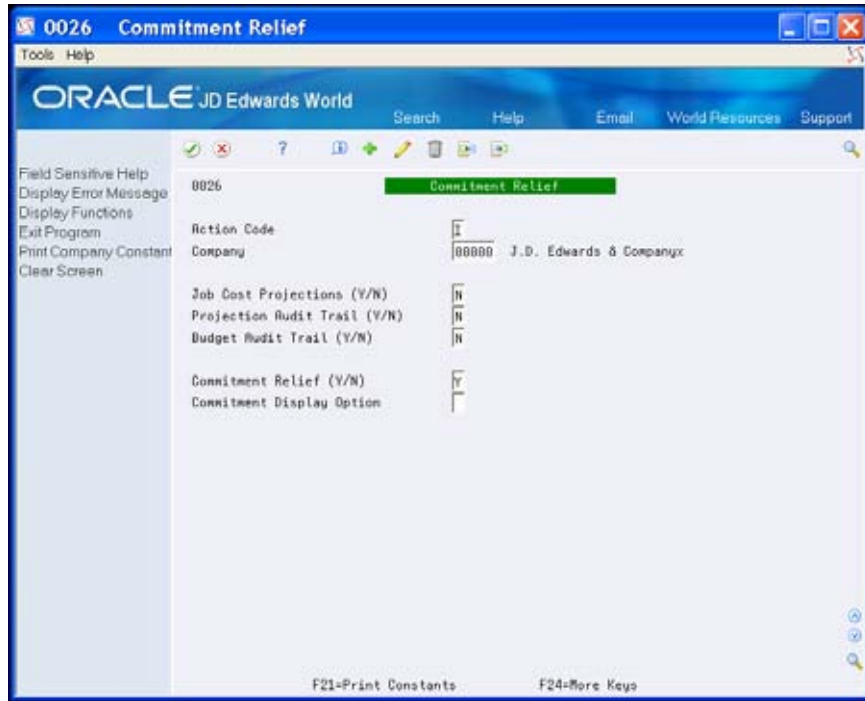 0026 Commitment Relief
Tools Help
ORACLE JD Edwards World
Search Help Email World Resources Support
Field Sensitive Help
Display Error Message
Display Functions
Exit Program
Print Company Constant
Clear Screen
0026 Commitment Relief
Action Code I
Company 00000 J.D. Edwards & Companyx
Job Cost Projections (Y/N) N
Projection Audit Trail (Y/N) N
Budget Audit Trail (Y/N) N
Commitment Relief (Y/N) Y
Commitment Display Option
F21=Print Constants F24=More Keys